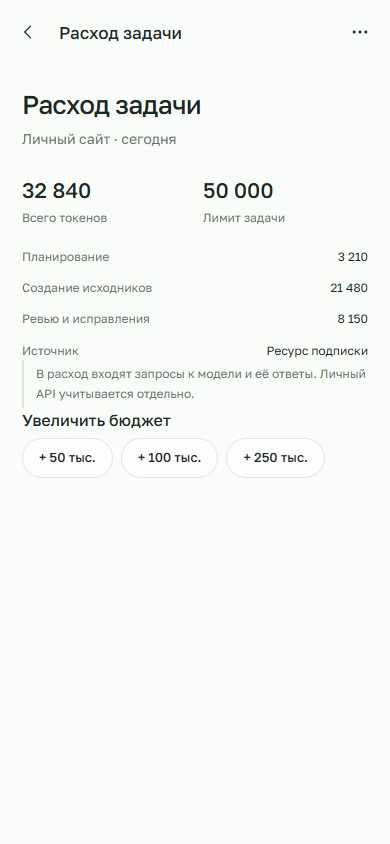 Расход задачи
Расход задачи
Личный сайт · сегодня
32 840 50 000
Всего токенов Лимит задачи
Планирование 3 210
Создание исходников 21 480
Ревью и исправления 8 150
Источник Ресурс подписки
В расход входят запросы к модели и её ответы. Личный
API учитывается отдельно.
Увеличить бюджет
+ 50 тыс. + 100 тыс. + 250 тыс.